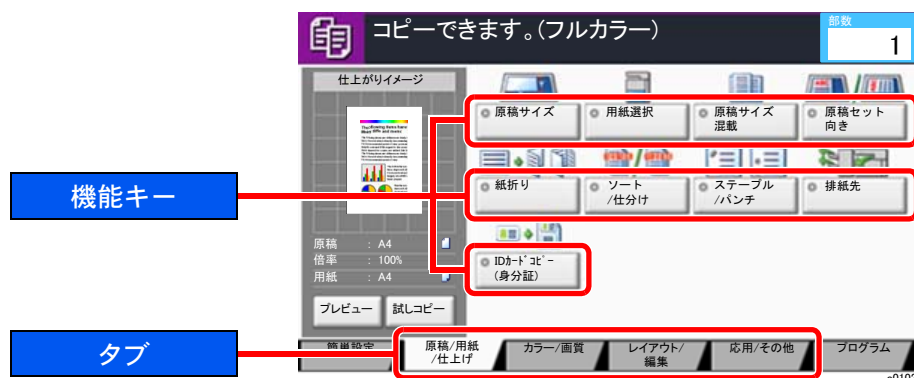 コピーできます。(フルカラー)
部数
1
仕上がりイメージ
原稿サイズ
用紙選択
原稿サイズ
混載
原稿セット
向き
機能キー
紙折り
ソート
/仕分け
ステープル
/パンチ
排紙先
原稿 : A4
倍率 : 100%
用紙 : A4
IDカードコピー
(身分証)
プレビュー
試しコピー
タブ
簡単設定
原稿/用紙
/仕上げ
カラー/画質
レイアウト/
編集
応用/その他
プログラム